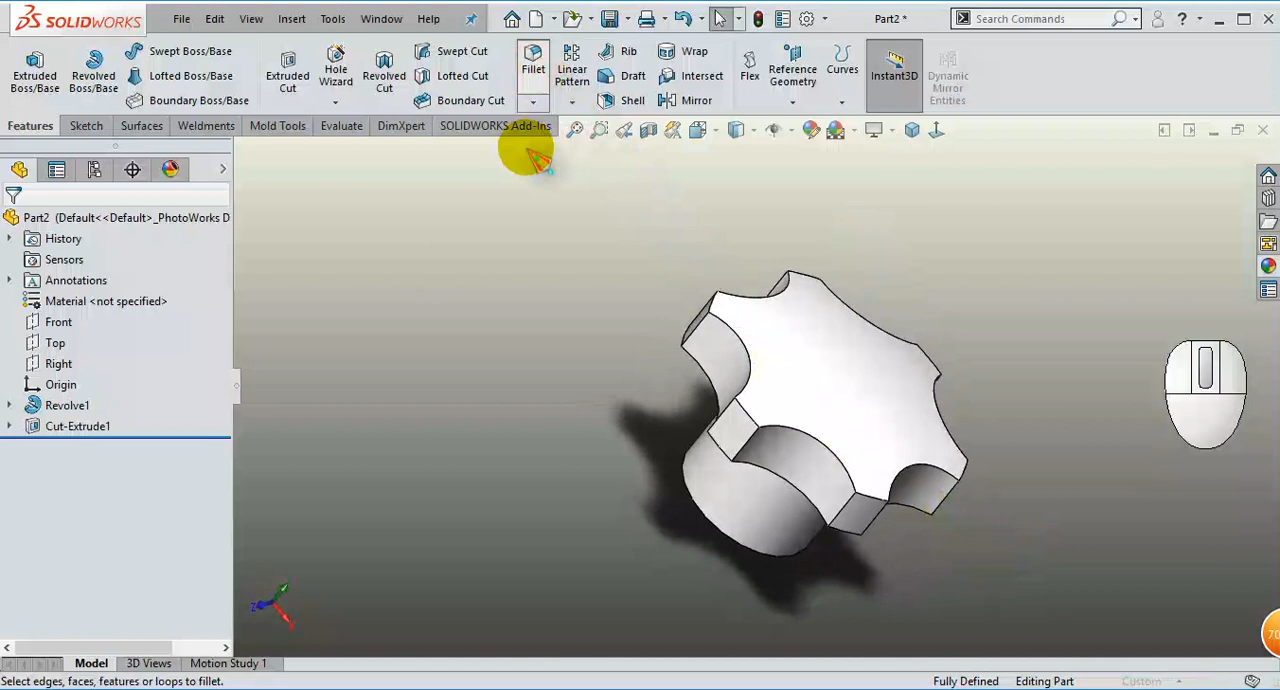 SOLIDWORKS File Edit View Insert Tools Window Help Part2 * Search Commands ?
Extruded Boss/Base
Revolved Boss/Base
Swept Boss/Base
Lofted Boss/Base
Boundary Boss/Base
Extruded Cut
Hole Wizard
Revolved Cut
Swept Cut
Lofted Cut
Boundary Cut
Fillet
Linear Pattern
Rib
Draft
Shell
Wrap
Intersect
Mirror
Flex
Reference Geometry
Curves
Instant3D
Dynamic Mirror Entities
Features Sketch Surfaces Weldments Mold Tools Evaluate DimXpert SOLIDWORKS Add-Ins
Part2 (Default<<Default>_PhotoWorks D
History
Sensors
Annotations
Material <not specified>
Front
Top
Right
Origin
Revolve1
Cut-Extrude1
Z
70
Model 3D Views Motion Study 1
Select edges, faces, features or loops to fillet. Fully Defined Editing Part Custom